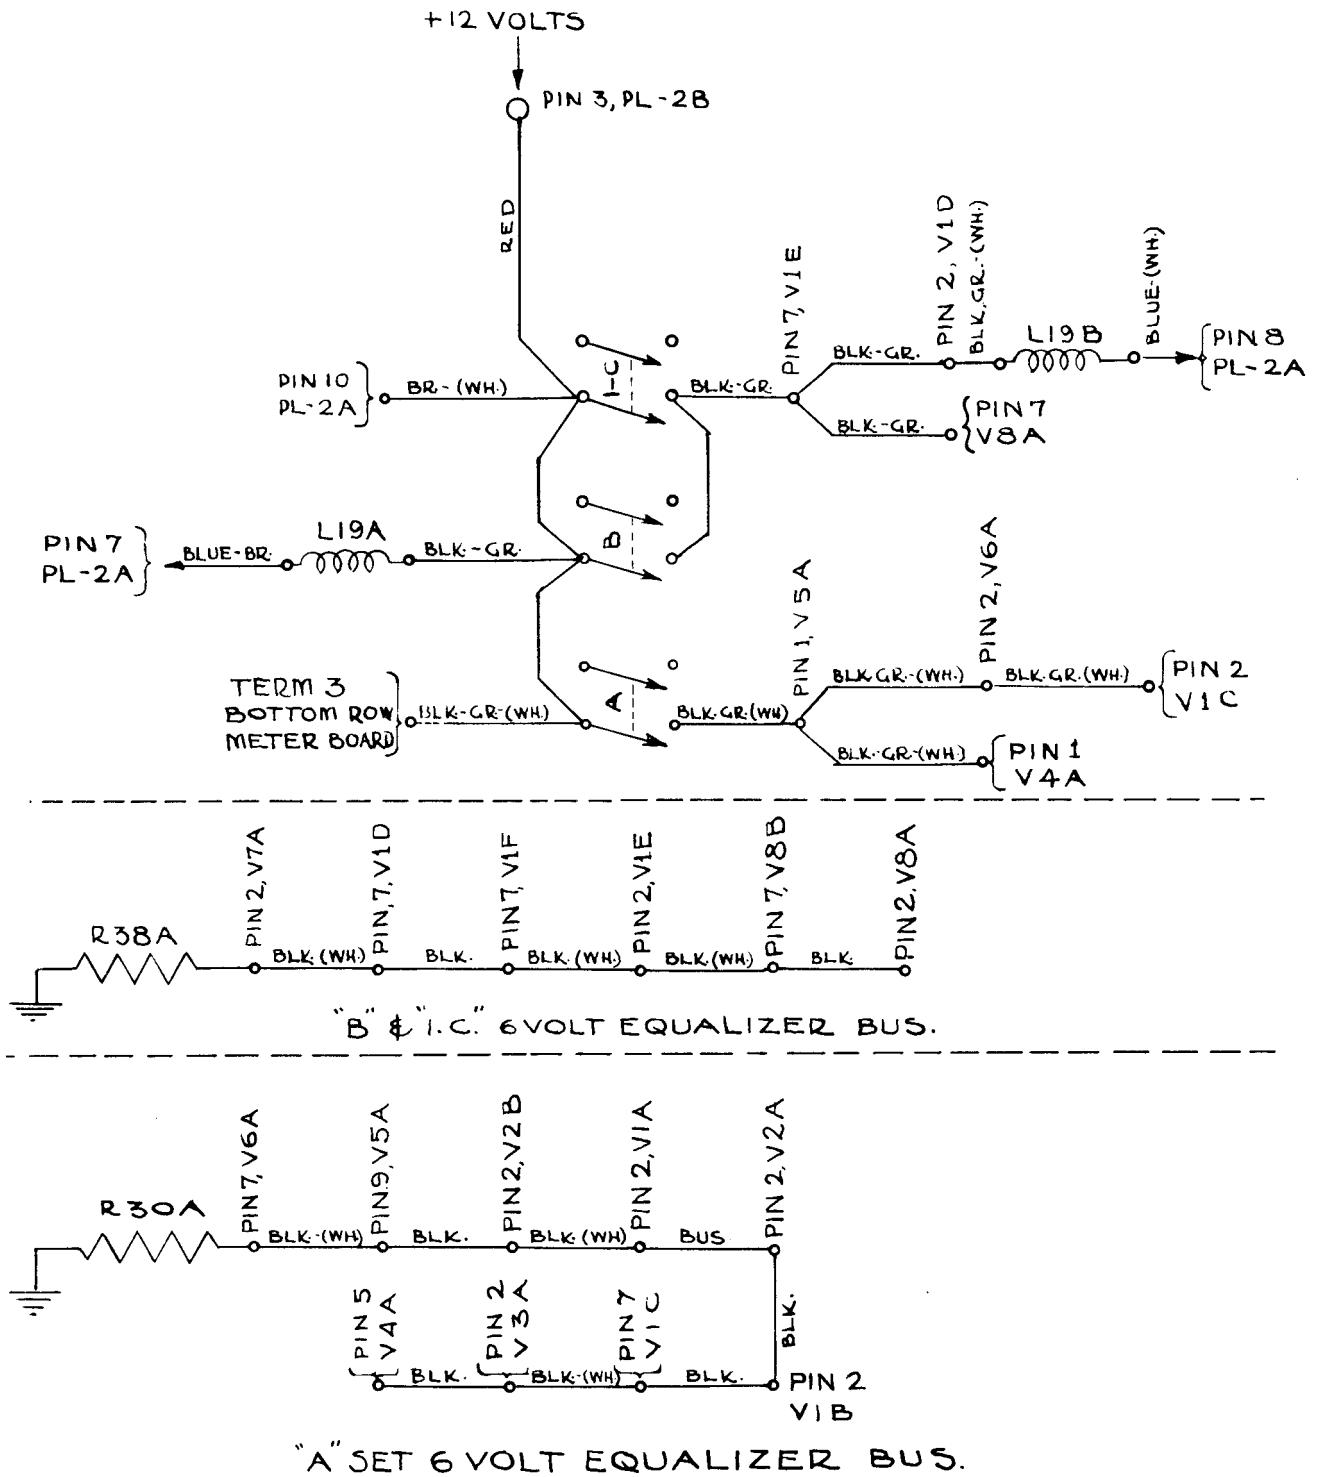 +12 VOLTS
PIN 3, PL-2B
RED
PIN 7, V1E
PIN 2, V1D
BLK.GR.-(WH.)
BLUE-(WH.)
L19B
PIN 8
PL-2A
BLK-GR.
I-C
PIN 10
PL-2A
BR-(WH.)
BLK.-GR.
BLK.-GR.
PIN 7
V8A
PIN 7
PL-2A
BLUE-BR.
L19A
BLK.-GR.
B
PIN 1, V5A
PIN 2, V6A
TERM 3
BOTTOM ROW
METER BOARD
BLK-GR-(WH.)
A
BLK.GR.(WH)
BLK.GR.-(WH)
BLK.GR.(WH.)
PIN 2
V1C
BLK.-GR-(WH.)
PIN 1
V4A
R38A
PIN 2, V7A
PIN, 7, V1D
PIN 7, V1F
PIN 2, V1E
PIN 7, V8B
PIN 2, V8A
BLK.(WH.)
BLK.
BLK.(WH.)
BLK.(WH.)
BLK.
"B" & "I.C." 6 VOLT EQUALIZER BUS.
R30A
PIN 7, V6A
PIN 9, V5A
PIN 2, V2B
PIN 2, V1A
PIN 2, V2A
BLK.-(WH)
BLK.
BLK.(WH)
BUS
BLK.
PIN 5
V4A
PIN 2
V3A
PIN 7
V1C
BLK.
BLK.-(WH)
BLK.
PIN 2
V1B
"A" SET 6 VOLT EQUALIZER BUS.